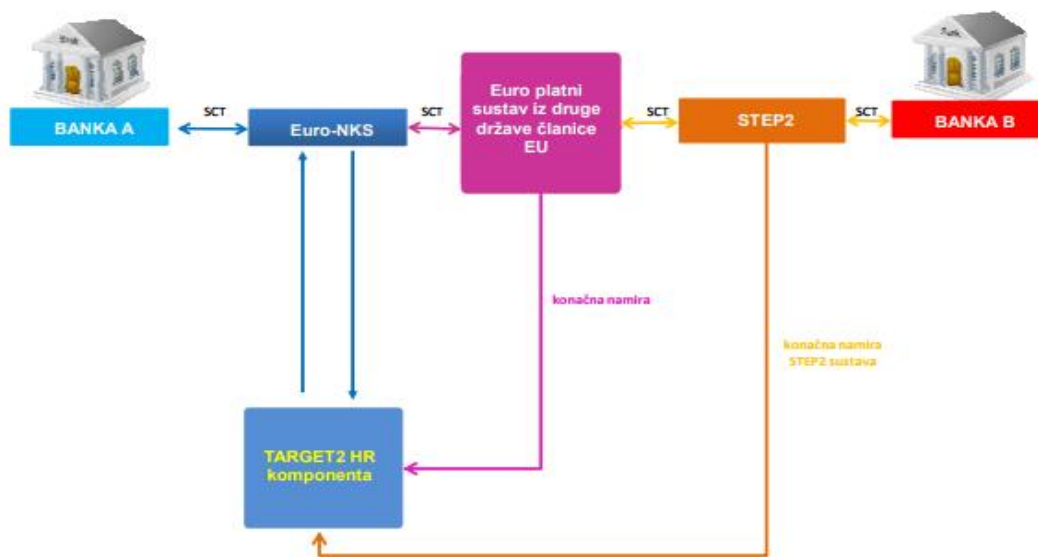 BANKA A
SCT
Euro-NKS
SCT
Euro platni
sustav iz druge
države članice
EU
SCT
STEP2
SCT
BANKA B
konačna namira
konačna namira
STEP2 sustava
TARGET2 HR
komponenta